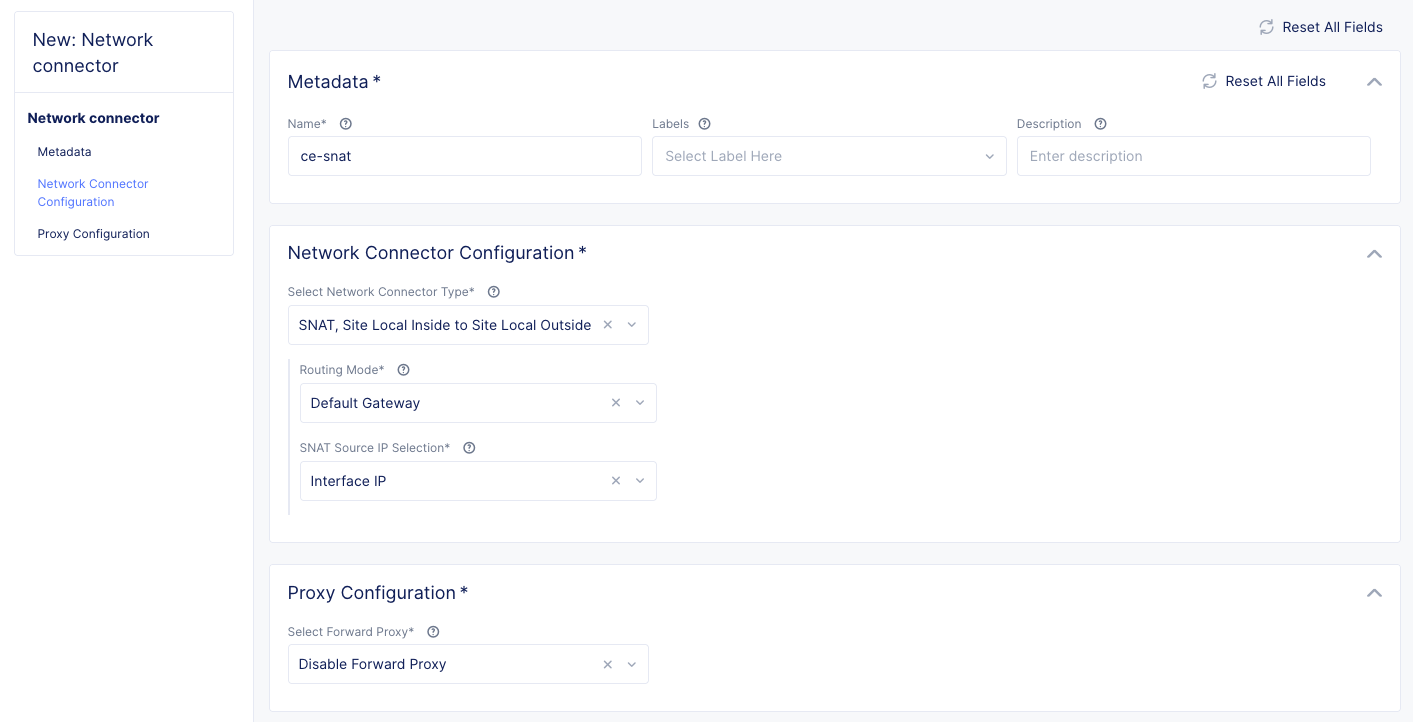 New: Network
connector
Network connector
Metadata
Network Connector
Configuration
Proxy Configuration
Reset All Fields
Metadata *
Reset All Fields
Name*
Labels
Description
ce-snat
Select Label Here
Enter description
Network Connector Configuration *
Select Network Connector Type*
SNAT, Site Local Inside to Site Local Outside
Routing Mode*
Default Gateway
SNAT Source IP Selection*
Interface IP
Proxy Configuration *
Select Forward Proxy*
Disable Forward Proxy